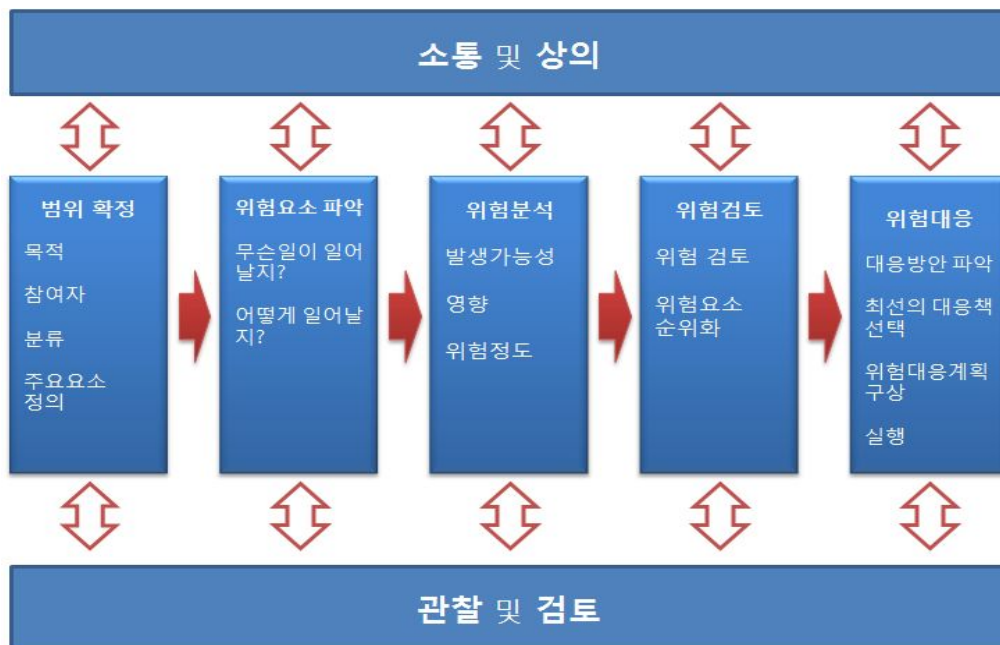 소통 및 상의
범위 확정
목적
참여자
분류
주요요소
정의
위험요소 파악
무슨일이 일어
날지?
어떻게 일어날
지?
위험분석
발생가능성
영향
위험정도
위험검토
위험 검토
위험요소
순위화
위험대응
대응방안 파악
최선의 대응책
선택
위험대응계획
구상
실행
관찰 및 검토